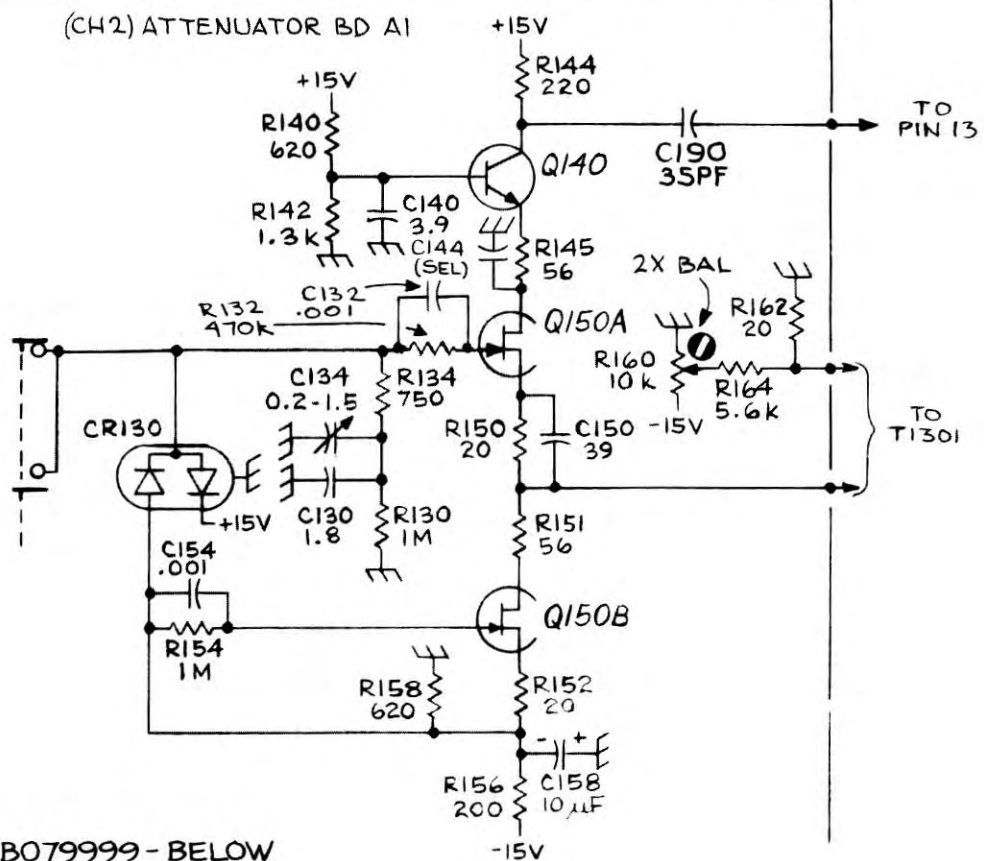 (CH2) ATTENUATOR BD A1
+15V
R144
220
+15V
R140
620
TO
PIN 13
C190
35PF
Q140
R142
1.3K
C140
3.9
C144
(SEL)
R145
56
2X BAL
C132
.001
R132
470K
Q150A
R162
20
R160
10K
C134
0.2-1.5
R134
750
R164
5.6K
-15V
TO
T1301
CR130
R150
20
C150
39
+15V
C130
1.8
R130
1M
R151
56
C154
.001
Q150B
R154
1M
R158
620
R152
20
- +
R156
200
C158
10µF
-15V
B079999-BELOW